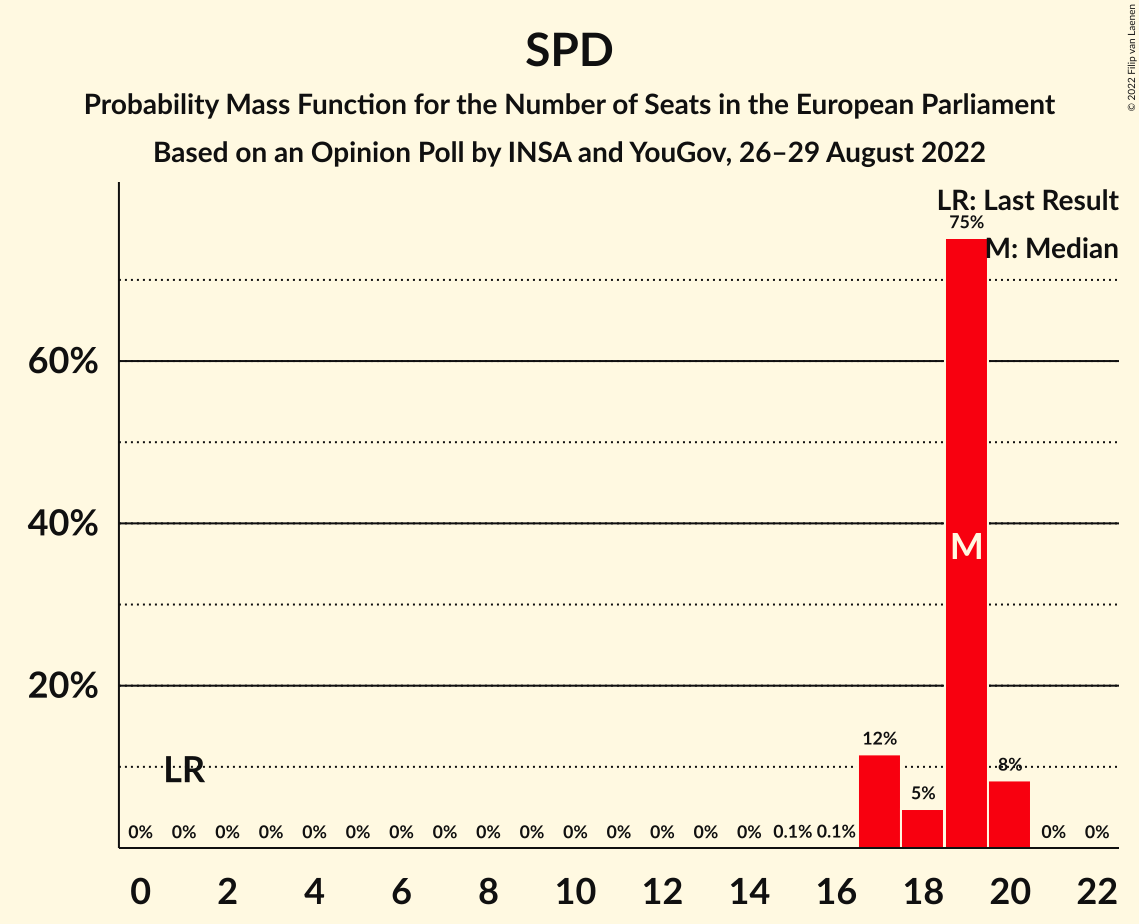 SPD
Probability Mass Function for the Number of Seats in the European Parliament
Based on an Opinion Poll by INSA and YouGov, 26–29 August 2022
© 2022 Filip van Laenen
LR: Last Result
M: Median
75%
60%
40%
20%
M
LR
12%
5%
8%
0% 0% 0% 0% 0% 0% 0% 0% 0% 0% 0% 0% 0% 0% 0% 0.1% 0.1% 0% 0%
0 2 4 6 8 10 12 14 16 18 20 22